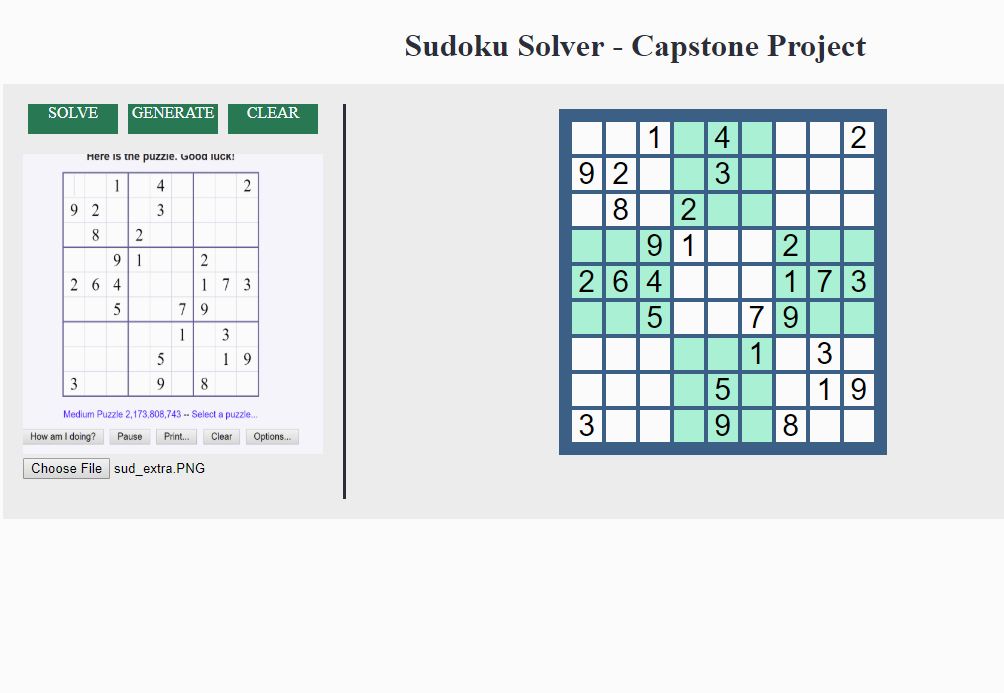 Sudoku Solver - Capstone Project
SOLVE GENERATE CLEAR
Here is the puzzle. Good luck!
1 4 2
9 2 3
8 2
9 1 2
2 6 4 1 7 3
5 7 9
1 3
5 1 9
3 9 8
Medium Puzzle 2,173,808,743 -- Select a puzzle...
How am I doing? Pause Print... Clear Options...
Choose File sud_extra.PNG
1 4 2
9 2 3
8 2
9 1 2
2 6 4 1 7 3
5 7 9
1 3
5 1 9
3 9 8